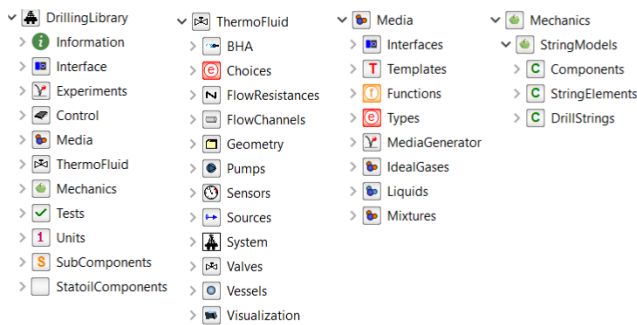 DrillingLibrary
Information
Interface
Experiments
Control
Media
ThermoFluid
Mechanics
Tests
1 Units
S SubComponents
StatoilComponents
ThermoFluid
BHA
e Choices
FlowResistances
FlowChannels
Geometry
Pumps
Sensors
Sources
System
Valves
Vessels
Visualization
Media
Interfaces
T Templates
f Functions
e Types
MediaGenerator
IdealGases
Liquids
Mixtures
Mechanics
StringModels
C Components
C StringElements
C DrillStrings